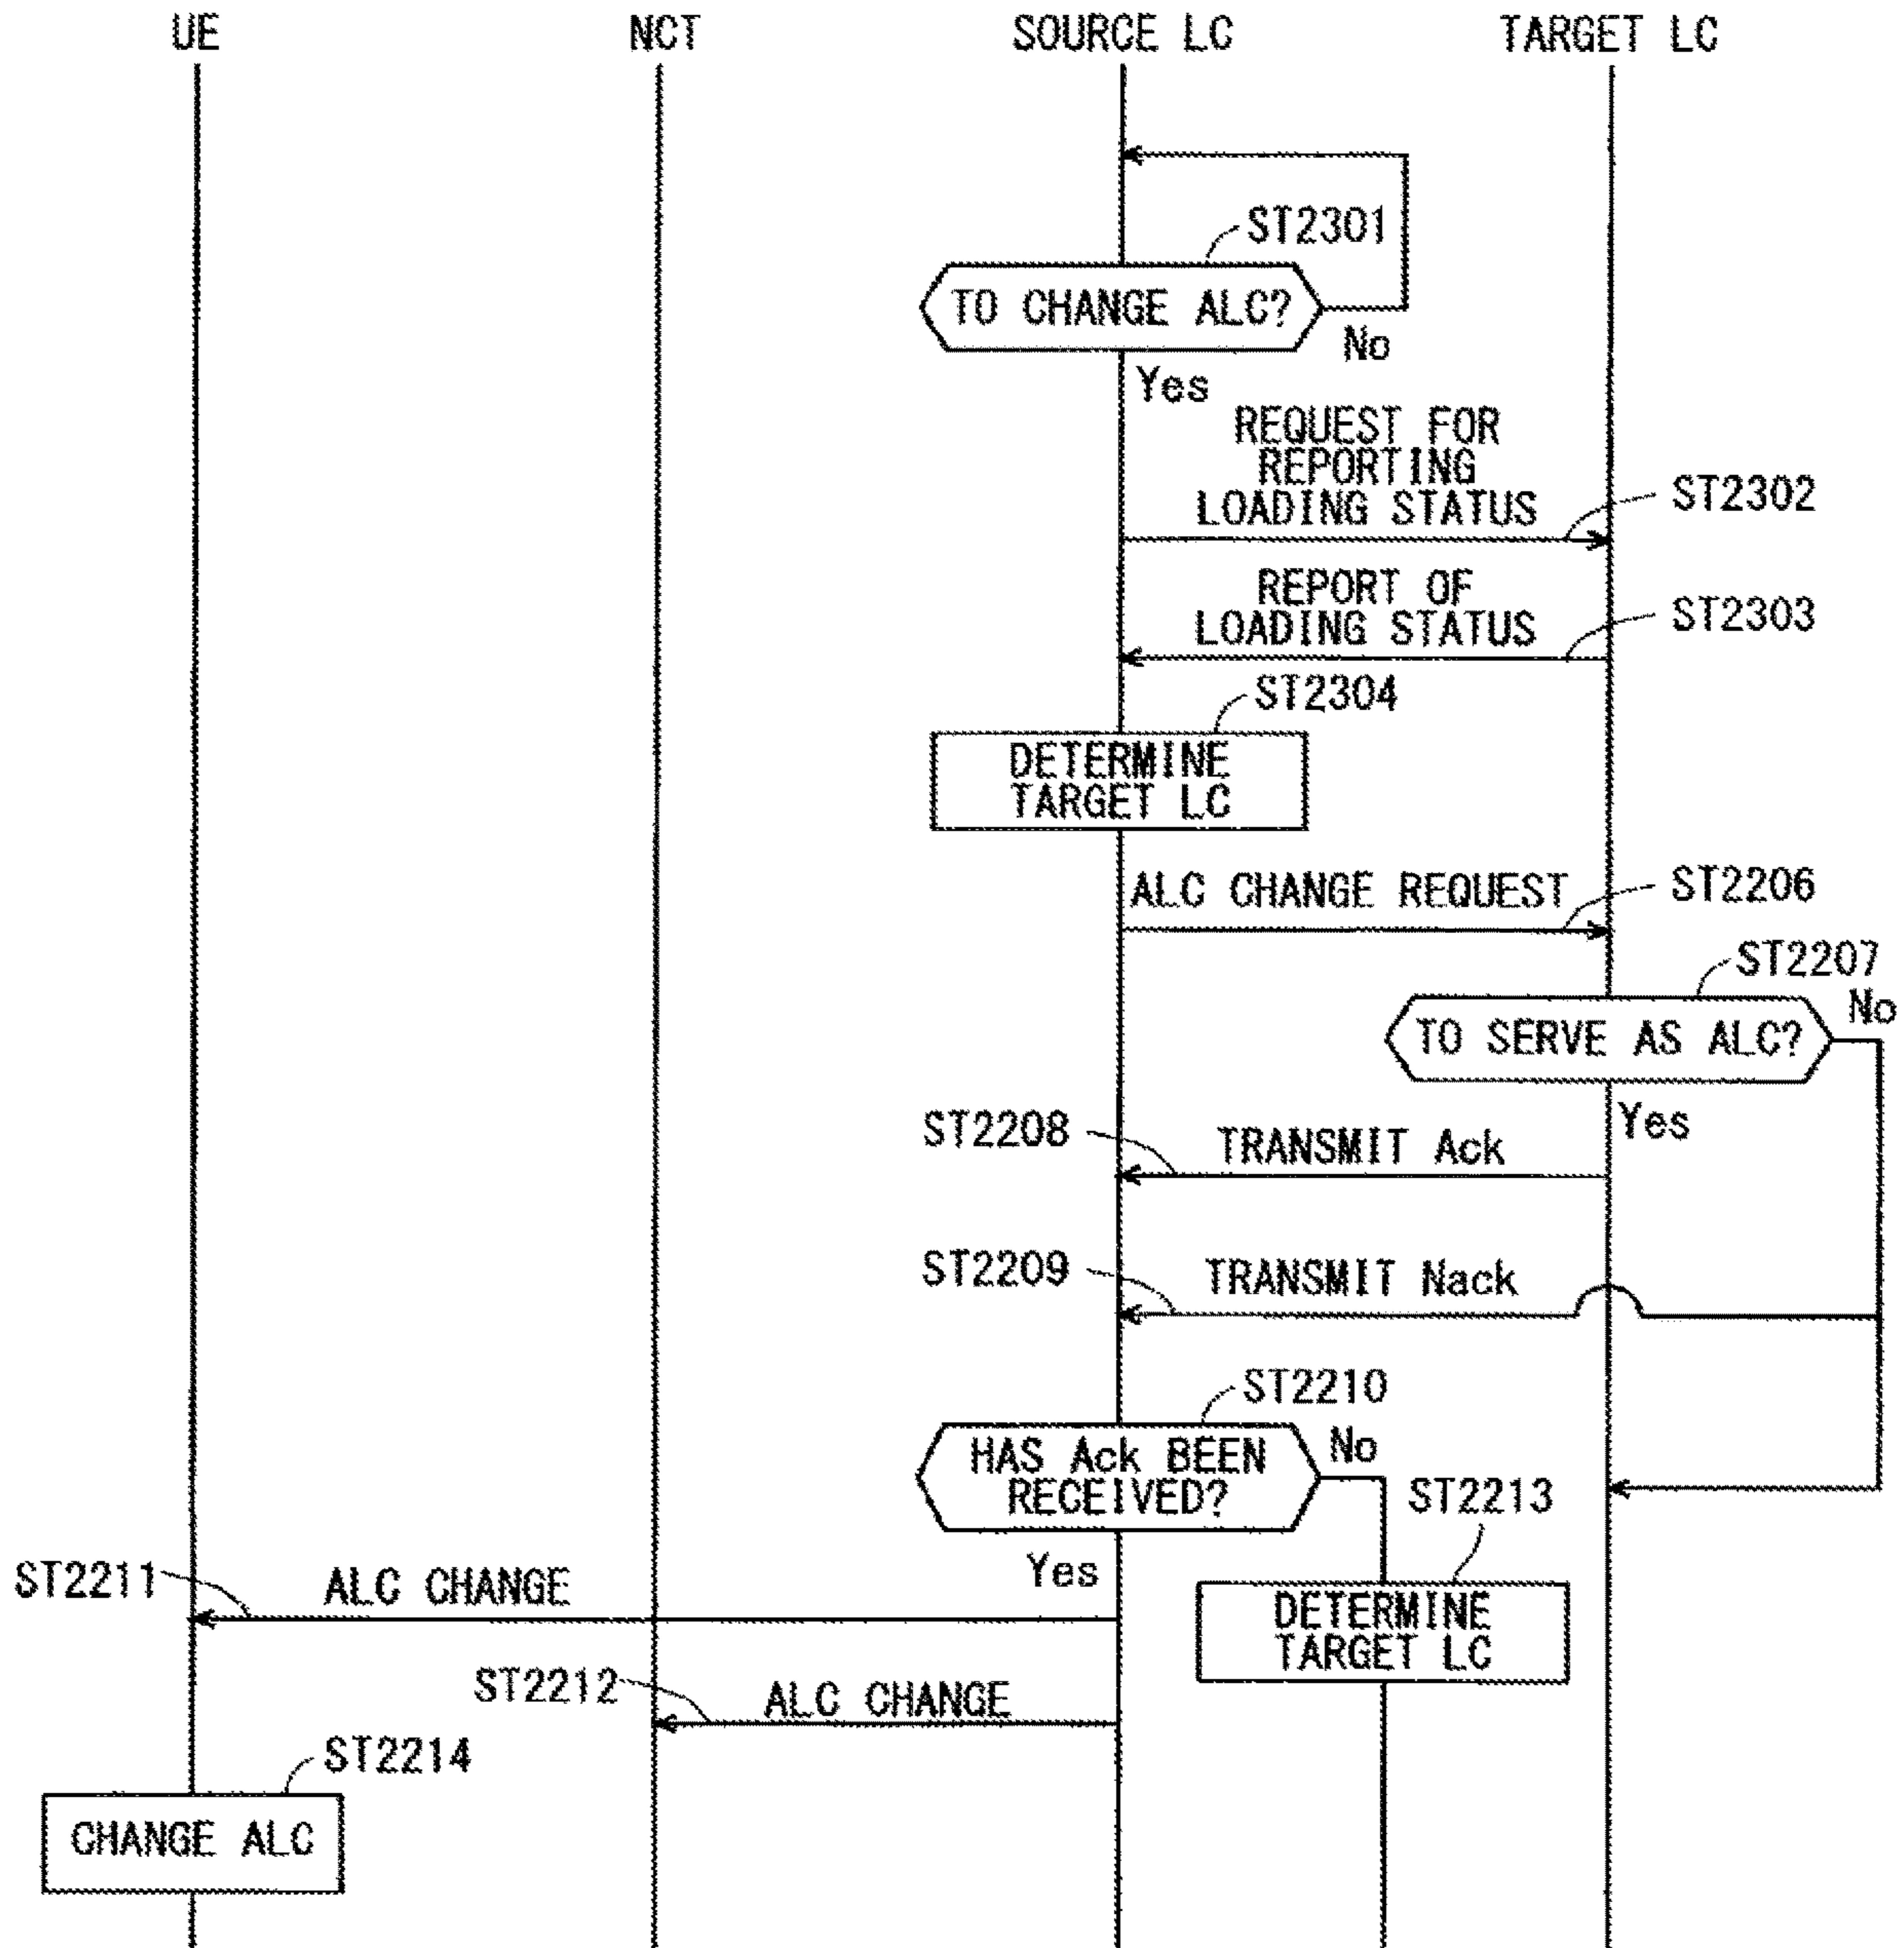 UE
NCT
SOURCE LC
TARGET LC
ST2301
TO CHANGE ALC?
No
Yes
REQUEST FOR
REPORTING
LOADING STATUS
ST2302
REPORT OF
LOADING STATUS
ST2303
ST2304
DETERMINE
TARGET LC
ALC CHANGE REQUEST
ST2206
ST2207
TO SERVE AS ALC?
No
Yes
ST2208
TRANSMIT Ack
ST2209
TRANSMIT Nack
ST2210
HAS Ack BEEN
RECEIVED?
No
Yes
ST2213
DETERMINE
TARGET LC
ST2211
ALC CHANGE
ST2212
ALC CHANGE
ST2214
CHANGE ALC